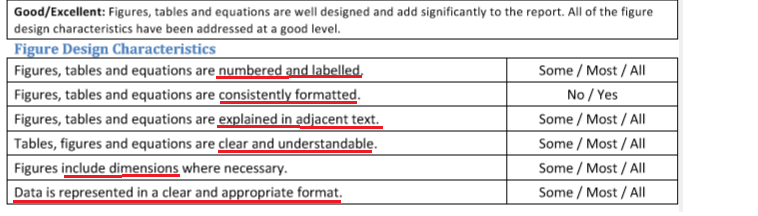 Good/Excellent: Figures, tables and equations are well designed and add significantly to the report. All of the figure
design characteristics have been addressed at a good level.
Figure Design Characteristics
Figures, tables and equations are numbered and labelled. Some / Most / All
Figures, tables and equations are consistently formatted. No / Yes
Figures, tables and equations are explained in adjacent text. Some / Most / All
Tables, figures and equations are clear and understandable. Some / Most / All
Figures include dimensions where necessary. Some / Most / All
Data is represented in a clear and appropriate format. Some / Most / All